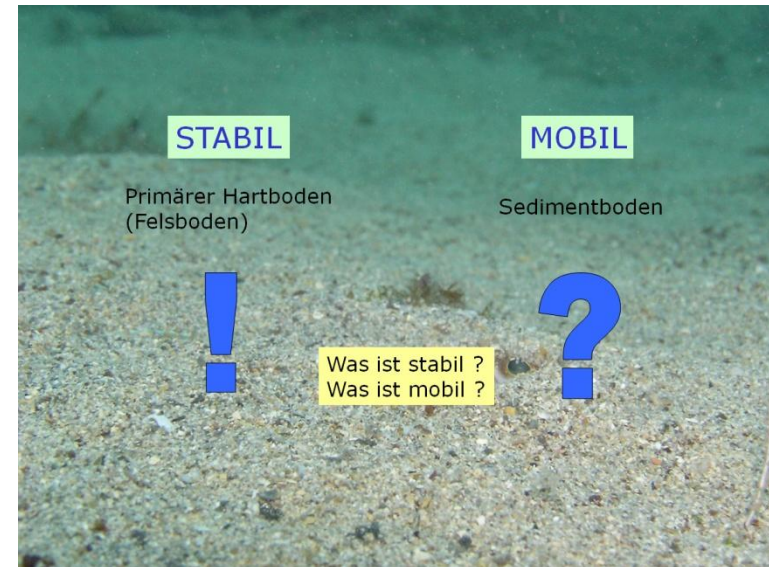 STABIL
MOBIL
Primärer Hartboden
(Felsboden)
Sedimentboden
!
?
Was ist stabil ?
Was ist mobil ?